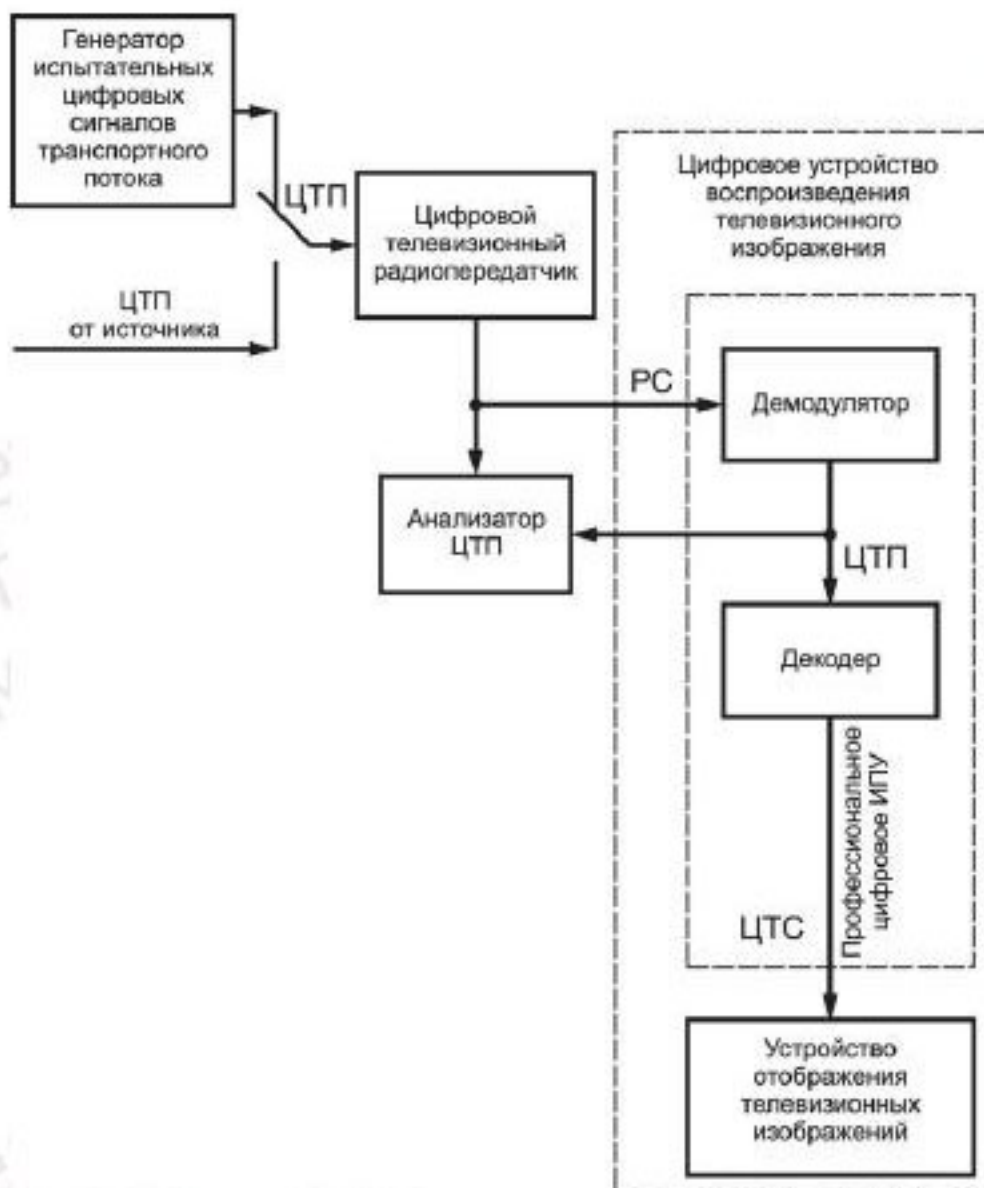 Генератор
испытательных
цифровых
сигналов
транспортного
потока
ЦТП
Цифровой
телевизионный
радиопередатчик
ЦТП
от источника
Цифровое устройство
воспроизведения
телевизионного
изображения
РС
Демодулятор
Анализатор
ЦТП
ЦТП
Декодер
Профессиональное
цифровое ИПУ
ЦТС
Устройство
отображения
телевизионных
изображений